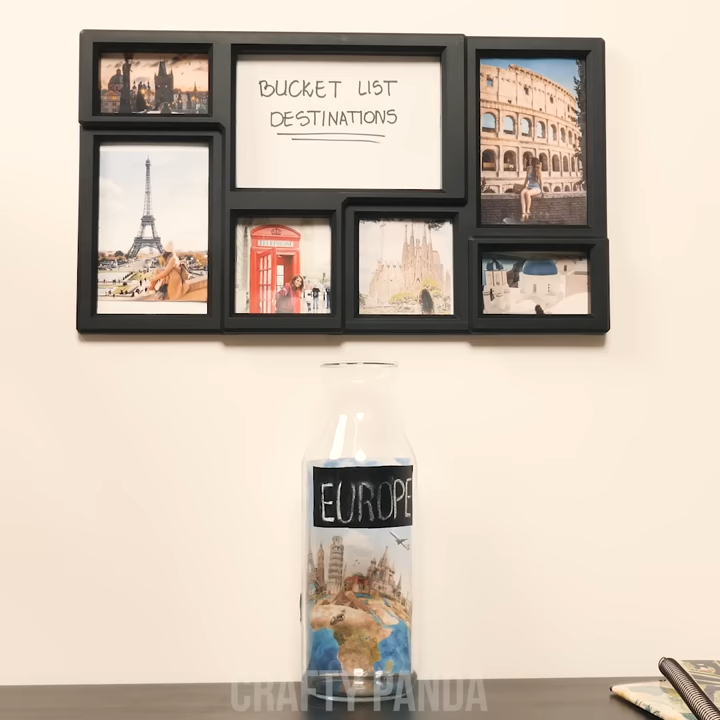 BUCKET LIST
DESTINATIONS
TELEPHONE
EUROPE
CRAFTY PANDA